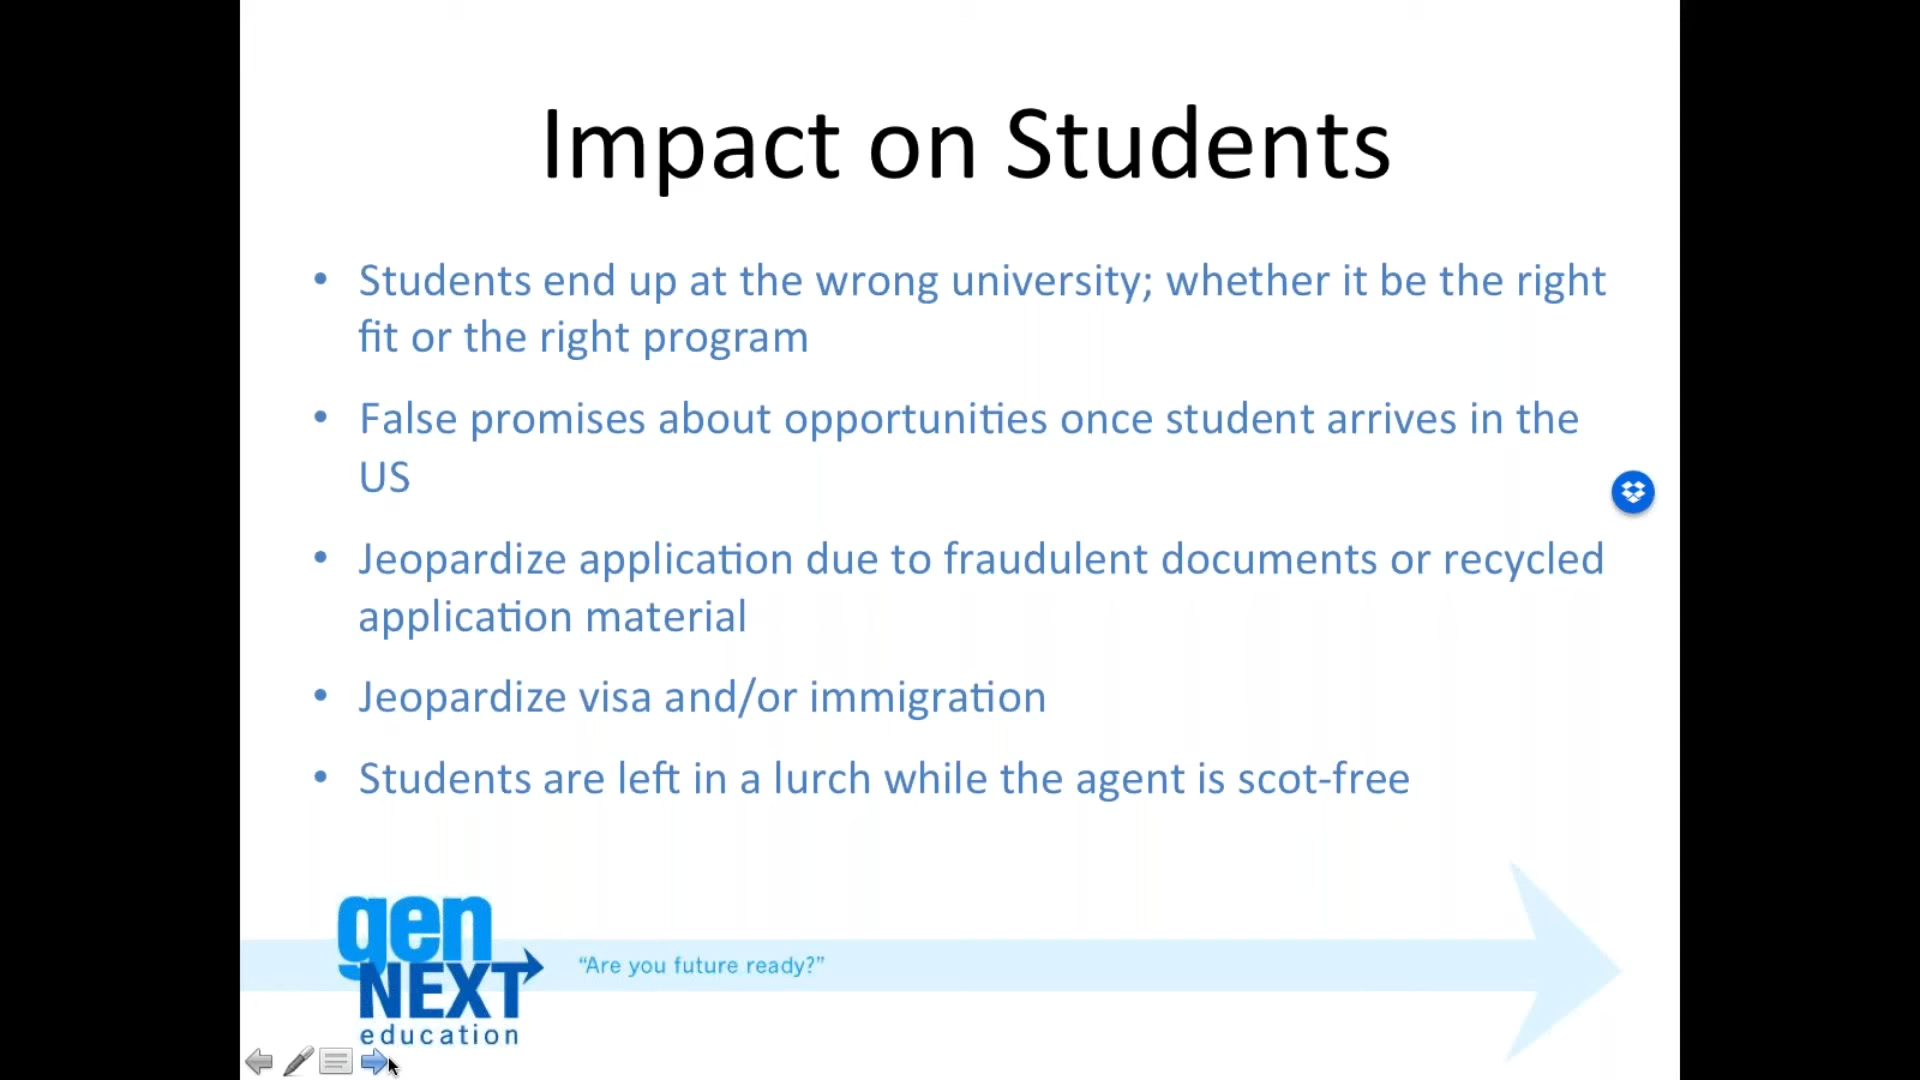 Impact on Students
• Students end up at the wrong university; whether it be the right
fit or the right program
• False promises about opportunities once student arrives in the
US
• Jeopardize application due to fraudulent documents or recycled
application material
• Jeopardize visa and/or immigration
• Students are left in a lurch while the agent is scot-free
gen
NEXT
education
“Are you future ready?”